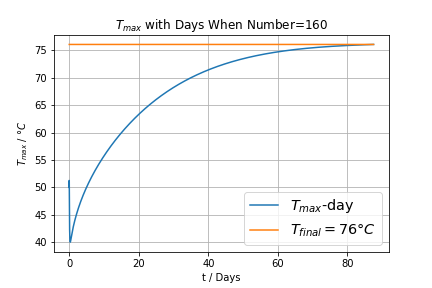 T_max with Days When Number=160
75
70
65
60
55
50
45
40
T_max / °C
0 20 40 60 80
t / Days
T_max-day
T_final = 76°C